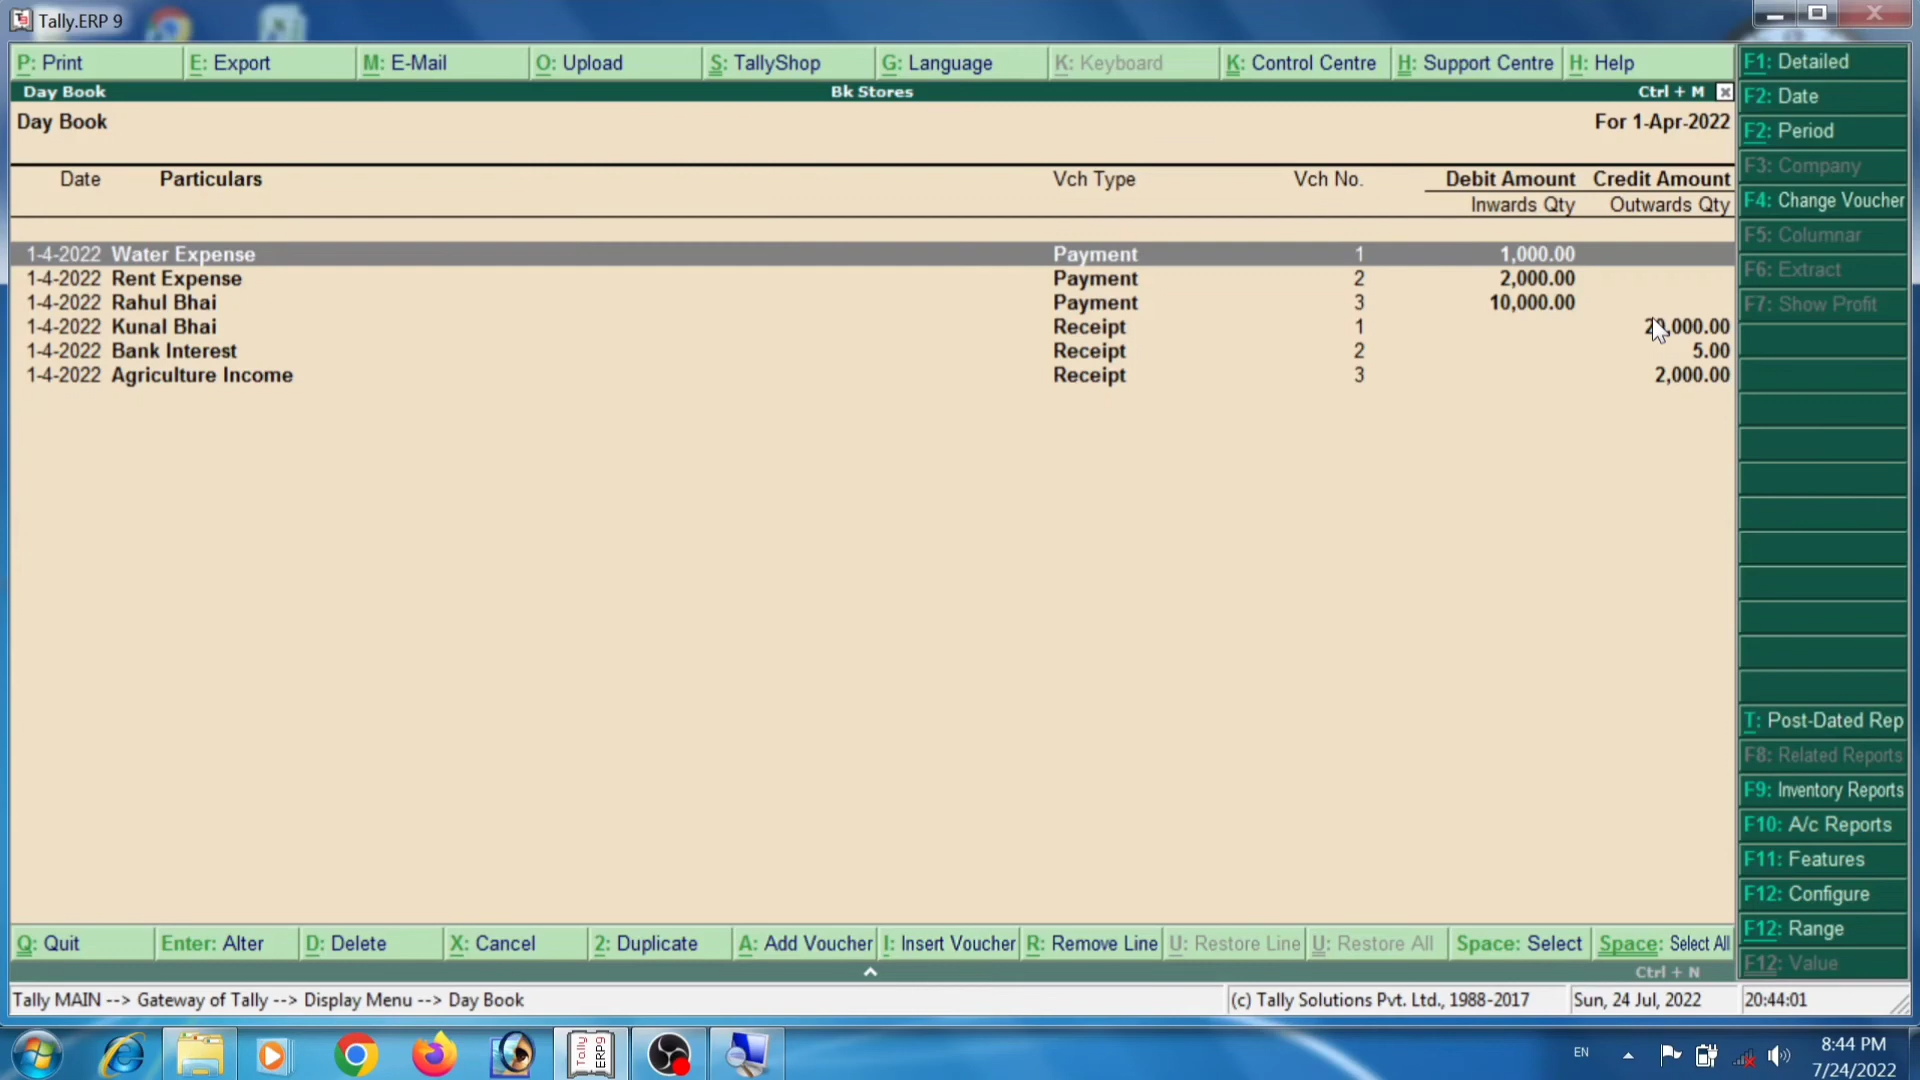 Tally.ERP 9
P: Print E: Export M: E-Mail O: Upload S: TallyShop G: Language K: Keyboard K: Control Centre H: Support Centre H: Help
Day Book Bk Stores Ctrl + M
Day Book For 1-Apr-2022
Date Particulars Vch Type Vch No. Debit Amount Credit Amount
Inwards Qty Outwards Qty
1-4-2022 Water Expense Payment 1 1,000.00
1-4-2022 Rent Expense Payment 2 2,000.00
1-4-2022 Rahul Bhai Payment 3 10,000.00
1-4-2022 Kunal Bhai Receipt 1
1-4-2022 Bank Interest Receipt 2 5.00
1-4-2022 Agriculture Income Receipt 3 2,000.00
F1: Detailed
F2: Date
F2: Period
F3: Company
F4: Change Voucher
F5: Columnar
F6: Extract
F7: Show Profit
T: Post-Dated Rep
F8: Related Reports
F9: Inventory Reports
F10: A/c Reports
F11: Features
F12: Configure
F12: Range
F12: Value
Q: Quit Enter: Alter D: Delete X: Cancel 2: Duplicate A: Add Voucher I: Insert Voucher R: Remove Line U: Restore Line U: Restore All Space: Select Space: Select All
Ctrl + N
Tally MAIN --> Gateway of Tally --> Display Menu --> Day Book (c) Tally Solutions Pvt. Ltd., 1988-2017 Sun, 24 Jul, 2022 20:44:01
Tally ERP9
EN
8:44 PM
7/24/2022